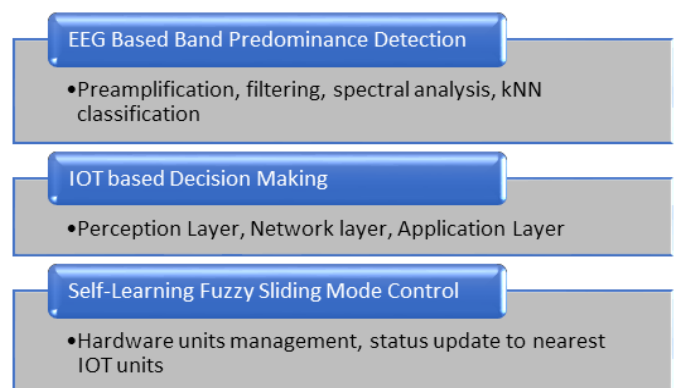 EEG Based Band Predominance Detection
•Preamplification, filtering, spectral analysis, kNN
classification
IOT based Decision Making
•Perception Layer, Network layer, Application Layer
Self-Learning Fuzzy Sliding Mode Control
•Hardware units management, status update to nearest
IOT units